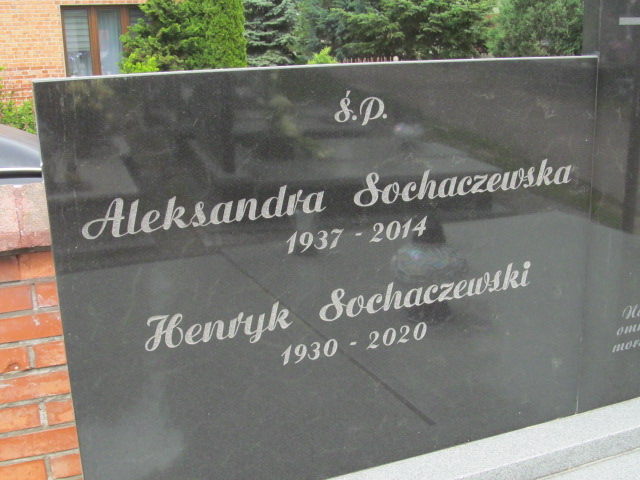 ś.p.
Aleksandra Sochaczewska
1937 - 2014
Henryk Sochaczewski
1930 - 2020